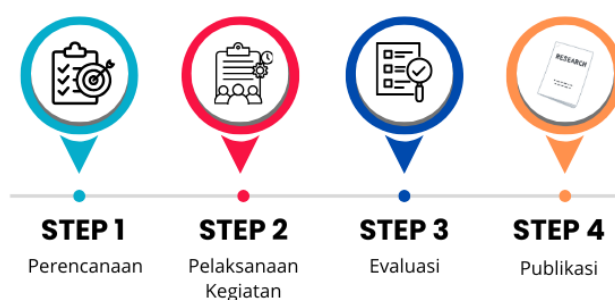 RESEARCH
STEP 1
Perencanaan
STEP 2
Pelaksanaan
Kegiatan
STEP 3
Evaluasi
STEP 4
Publikasi